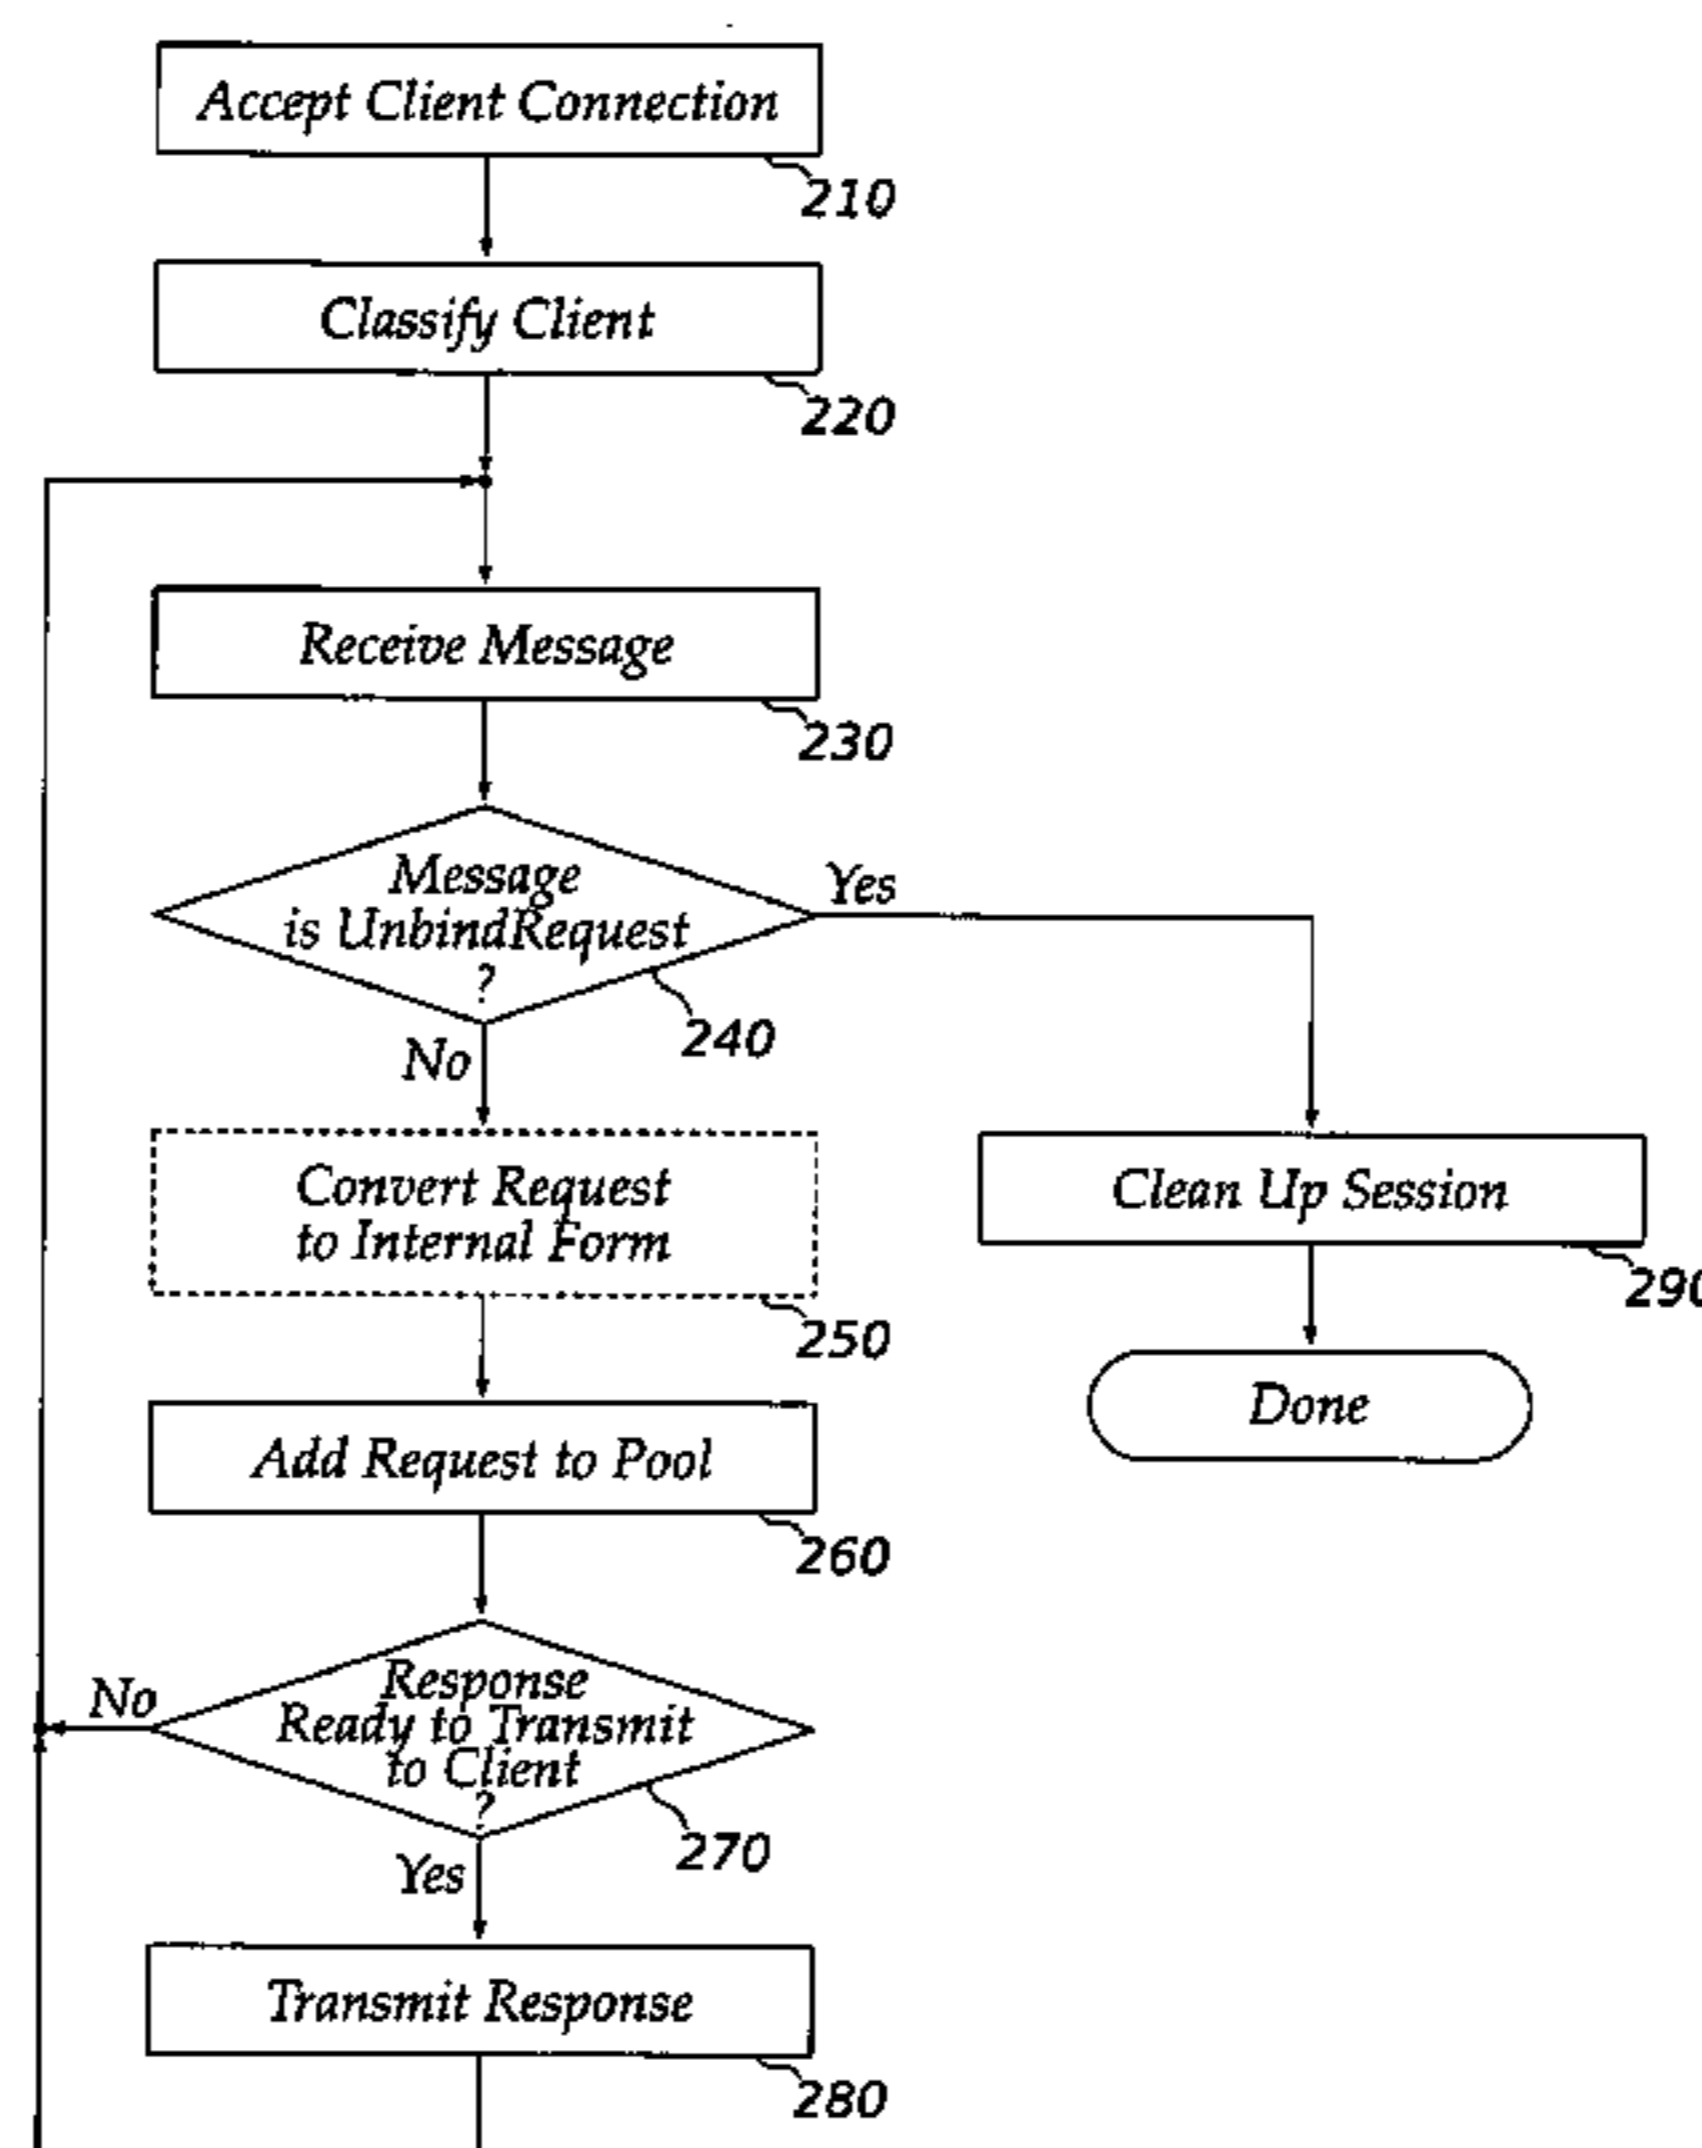 Accept Client Connection
210
Classify Client
220
Receive Message
230
Message
is UnbindRequest
?
Yes
240
No
Convert Request
to Internal Form
250
Clean Up Session
290
Done
Add Request to Pool
260
Response
Ready to Transmit
to Client
?
No
270
Yes
Transmit Response
280